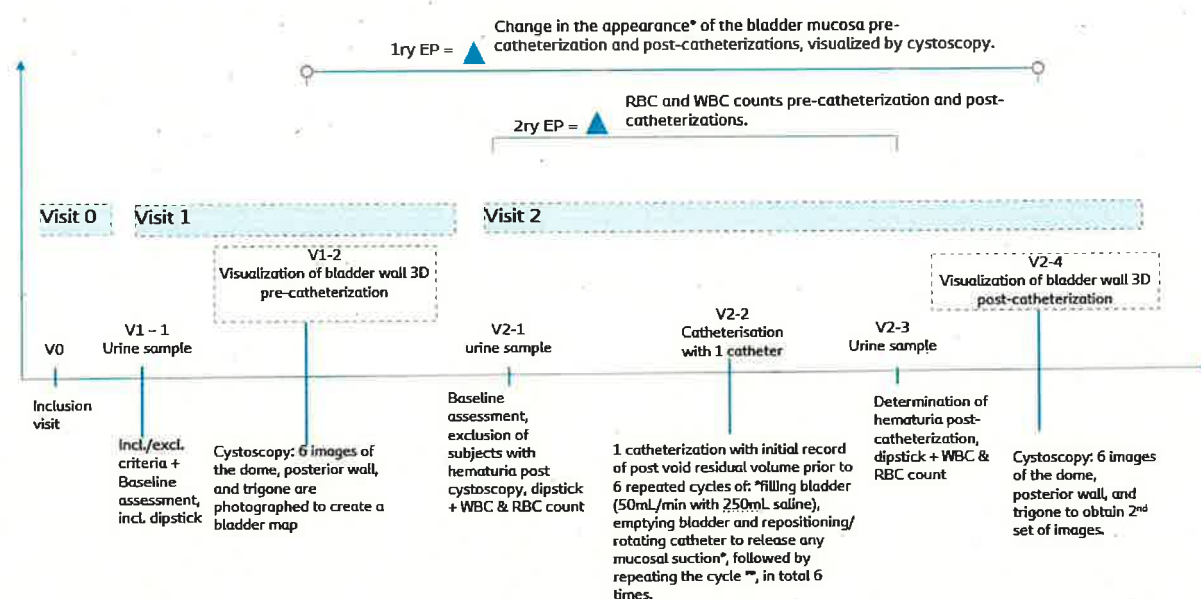 Change in the appearance* of the bladder mucosa pre-
1ry EP =
catheterization and post-catheterizations, visualized by cystoscopy.
RBC and WBC counts pre-catheterization and post-
2ry EP =
catheterizations.
Visit 0
Visit 1
Visit 2
V1-2
Visualization of bladder wall 3D
pre-catheterization
V2-4
Visualization of bladder wall 3D
post-catheterization
V0
V1 – 1
Urine sample
V2-1
urine sample
V2-2
Catheterisation
with 1 catheter
V2-3
Urine sample
Inclusion
visit
Incl./excl.
criteria +
Baseline
assessment,
incl. dipstick
Cystoscopy: 6 images of
the dome, posterior wall,
and trigone are
photographed to create a
bladder map
Baseline
assessment,
exclusion of
subjects with
hematuria post
cystoscopy, dipstick
+ WBC & RBC count
1 catheterization with initial record
of post void residual volume prior to
6 repeated cycles of: *filling bladder
(50mL/min with 250mL saline),
emptying bladder and repositioning/
rotating catheter to release any
mucosal suction*, followed by
repeating the cycle **, in total 6
times.
Determination of
hematuria post-
catheterization,
dipstick + WBC &
RBC count
Cystoscopy: 6 images
of the dome,
posterior wall, and
trigone to obtain 2nd
set of images.